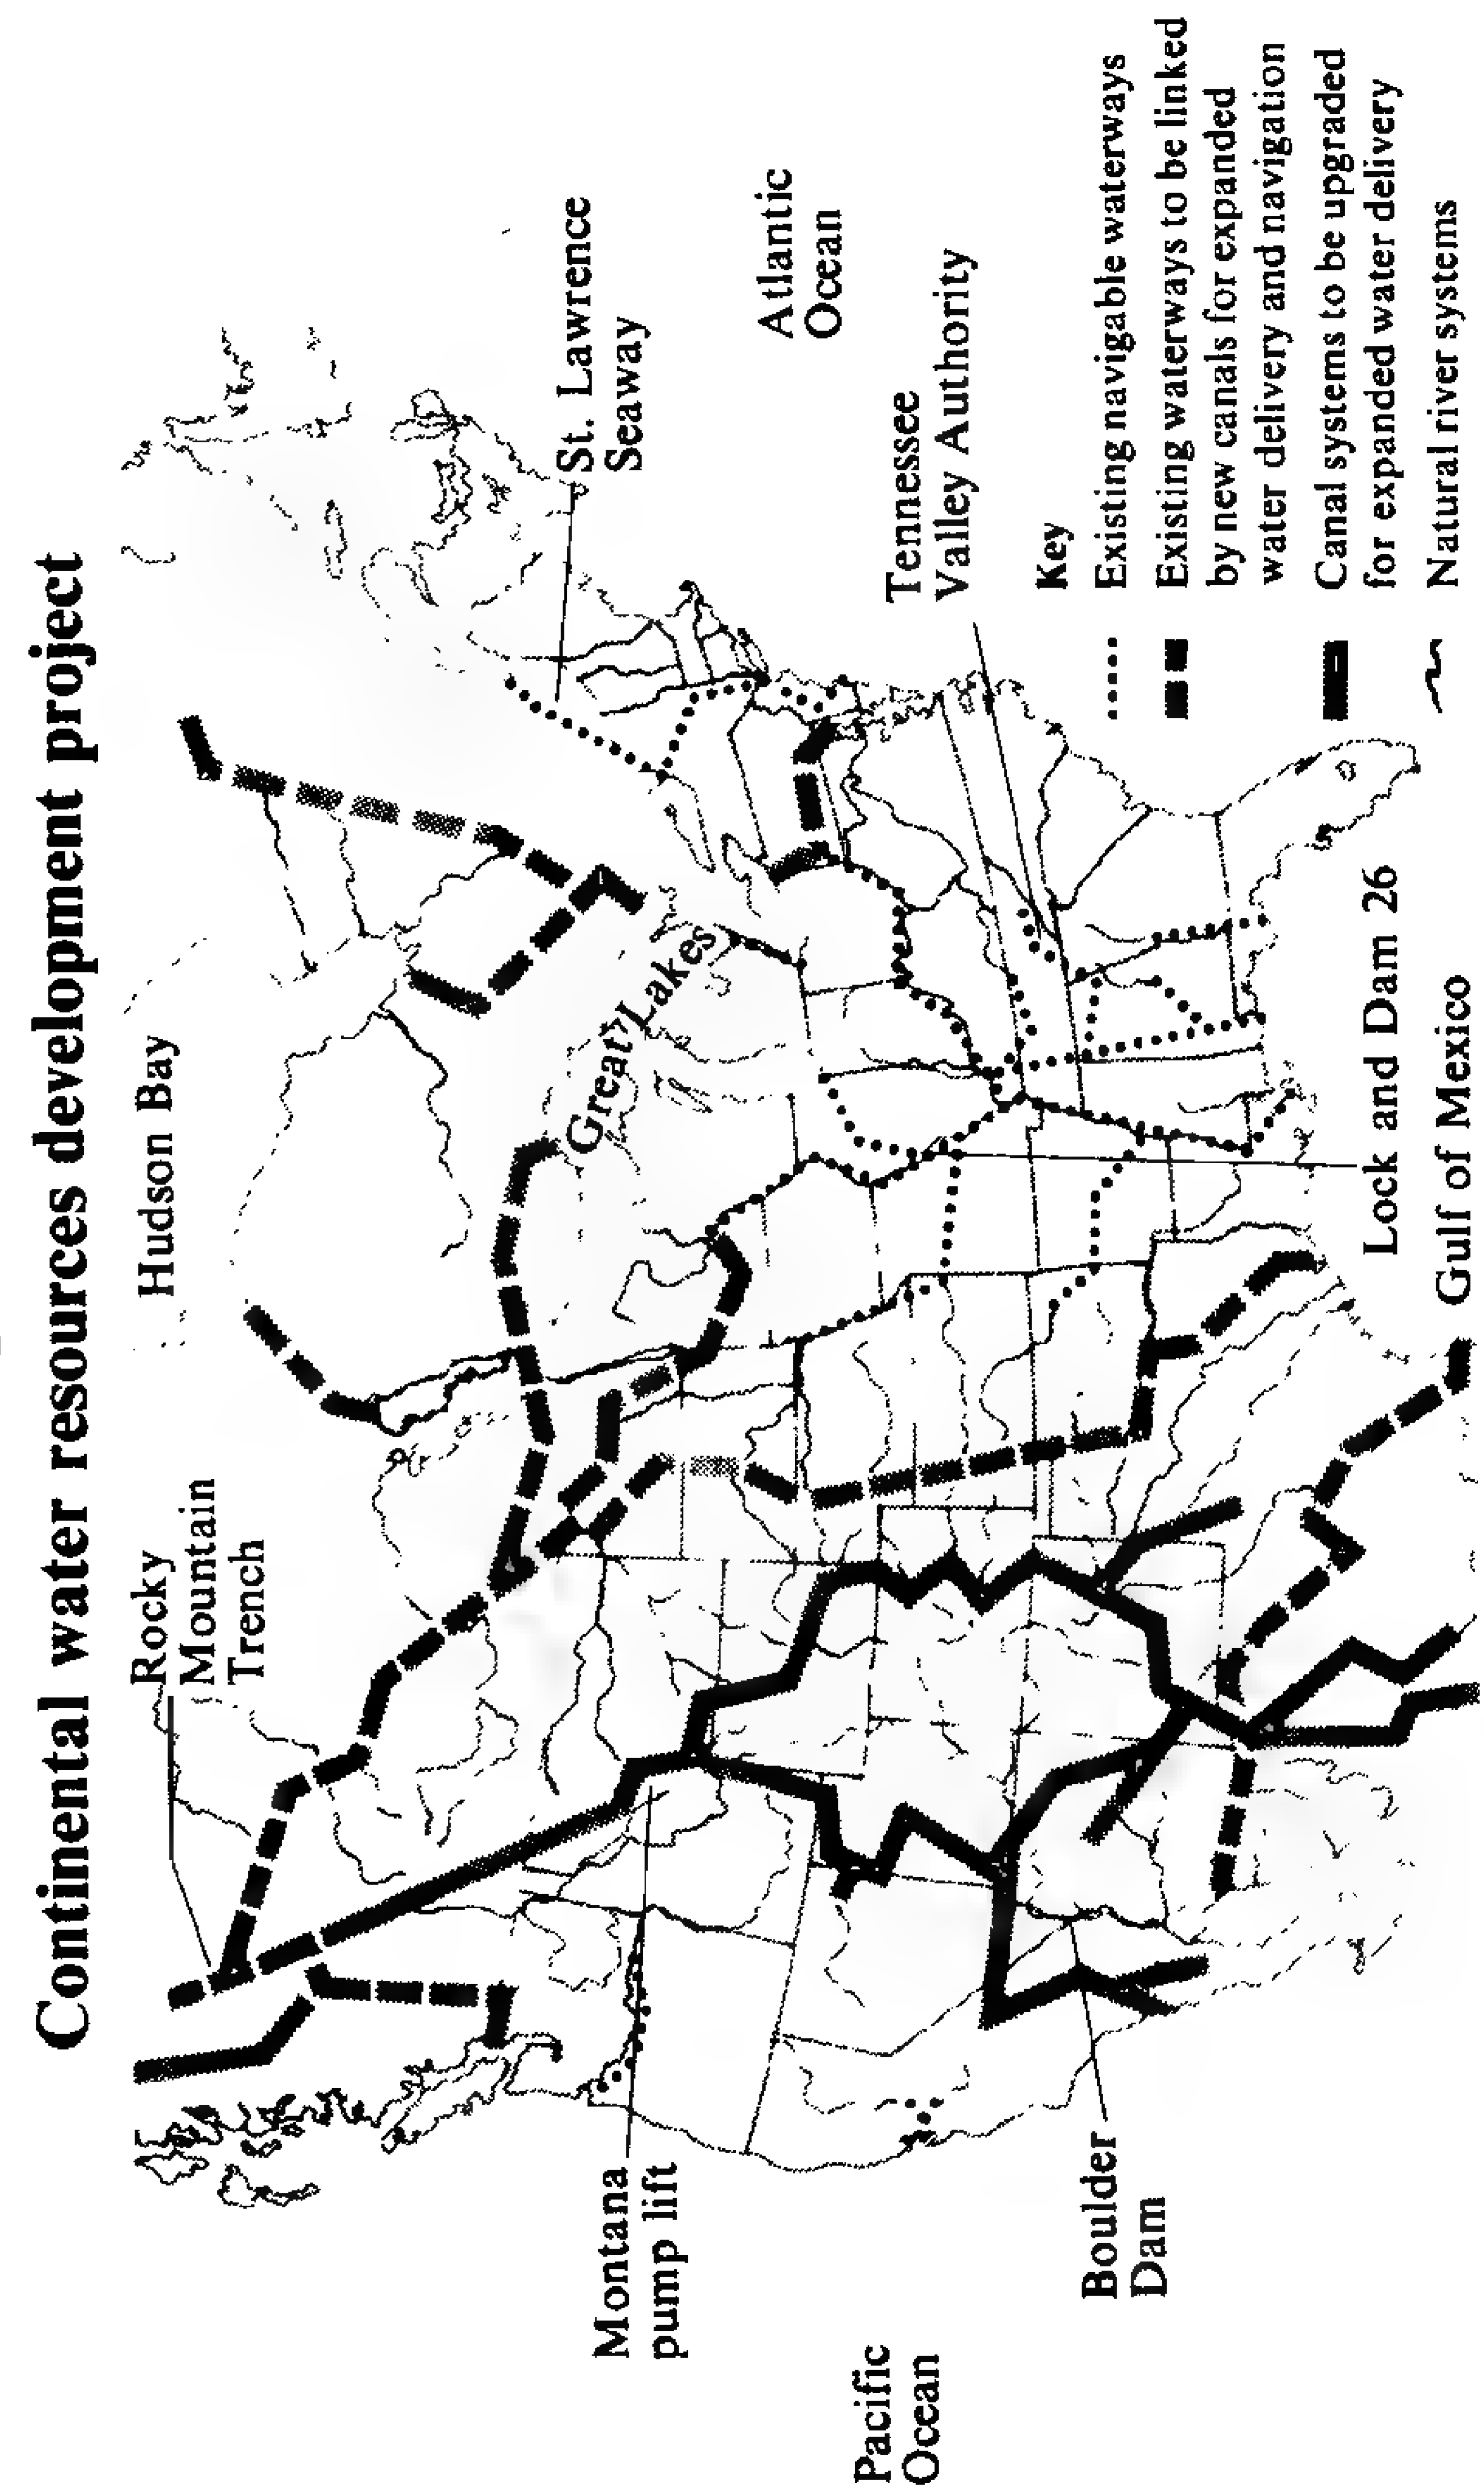 Continental water resources development project
Rocky
Mountain
Trench
Hudson Bay
St. Lawrence
Seaway
Great Lakes
Atlantic
Ocean
Montana
pump lift
Tennessee
Valley Authority
Pacific
Ocean
Boulder
Dam
Lock and Dam 26
Gulf of Mexico
Key
Existing navigable waterways
Existing waterways to be linked
by new canals for expanded
water delivery and navigation
Canal systems to be upgraded
for expanded water delivery
Natural river systems